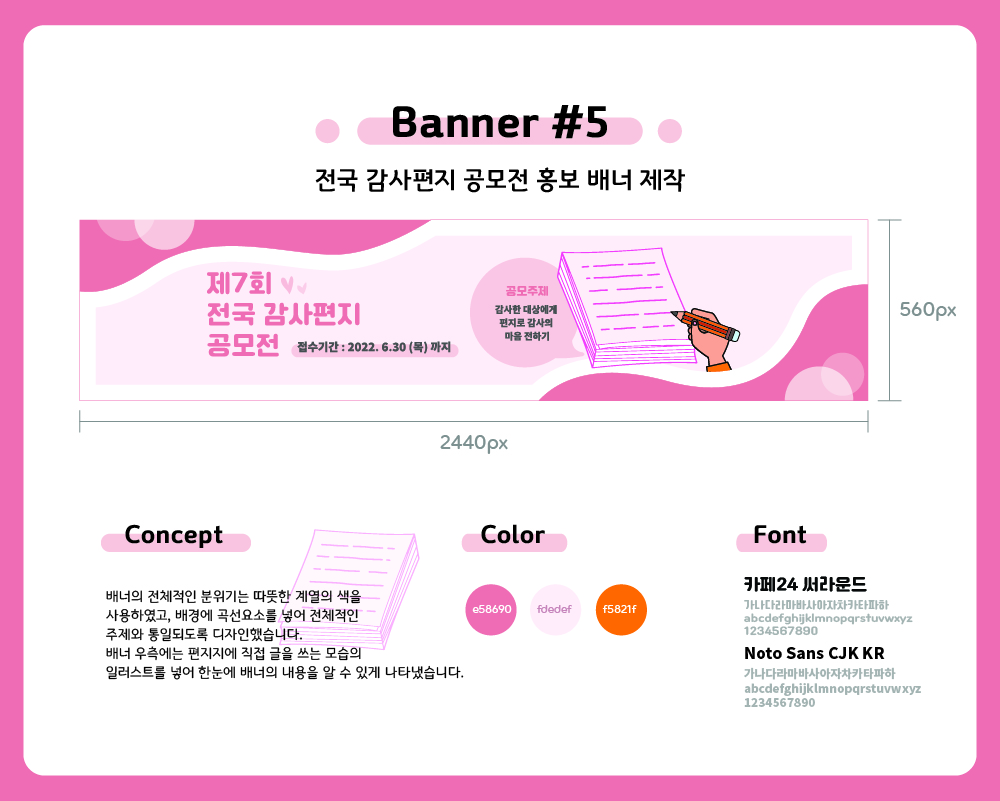 Banner #5
전국 감사편지 공모전 홍보 배너 제작
제7회
전국 감사편지
공모전
접수기간 : 2022. 6.30 (목) 까지
공모주제
감사한 대상에게
편지로 감사의
마음 전하기
560px
2440px
Concept
배너의 전체적인 분위기는 따뜻한 계열의 색을
사용하였고, 배경에 곡선요소를 넣어 전체적인
주제와 통일되도록 디자인했습니다.
배너 우측에는 편지지에 직접 글을 쓰는 모습의
일러스트를 넣어 한눈에 배너의 내용을 알 수 있게 나타냈습니다.
Color
e58690
fdedef
f5821f
Font
카페24 써라운드
가나다라마바사아자차카타파하
abcdefghijklmnopqrstuvwxyz
1234567890
Noto Sans CJK KR
가나다라마바사아자차카타파하
abcdefghijklmnopqrstuvwxyz
1234567890